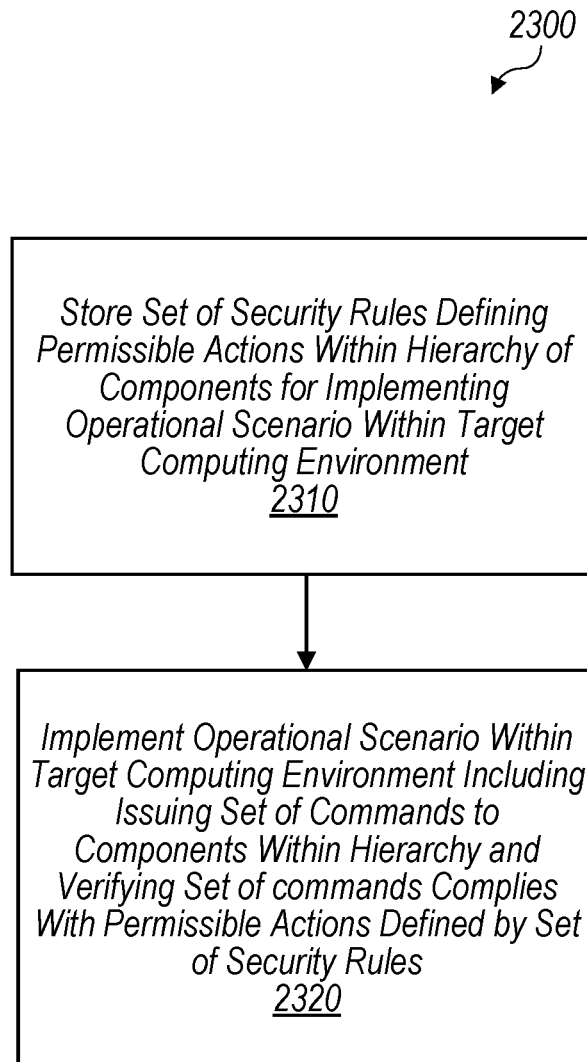 2300
Store Set of Security Rules Defining
Permissible Actions Within Hierarchy of
Components for Implementing
Operational Scenario Within Target
Computing Environment
2310
Implement Operational Scenario Within
Target Computing Environment Including
Issuing Set of Commands to
Components Within Hierarchy and
Verifying Set of commands Complies
With Permissible Actions Defined by Set
of Security Rules
2320